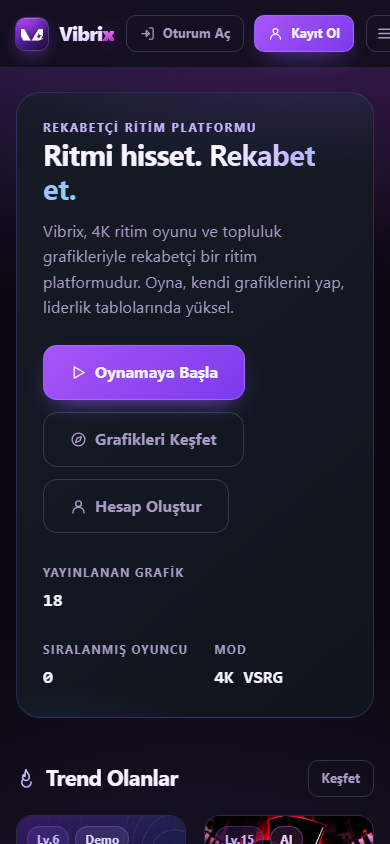 Vibrix
Oturum Aç
Kayıt Ol
REKABETÇİ RİTİM PLATFORMU
Ritmi hisset. Rekabet
et.
Vibrix, 4K ritim oyunu ve topluluk
grafikleriyle rekabetçi bir ritim
platformudur. Oyna, kendi grafiklerini yap,
liderlik tablolarında yüksel.
Oynamaya Başla
Grafikleri Keşfet
Hesap Oluştur
YAYINLANAN GRAFİK
18
SIRALANMIŞ OYUNCU
0
MOD
4K VSRG
Trend Olanlar
Keşfet
Lv.6
Demo
Lv.15
AI